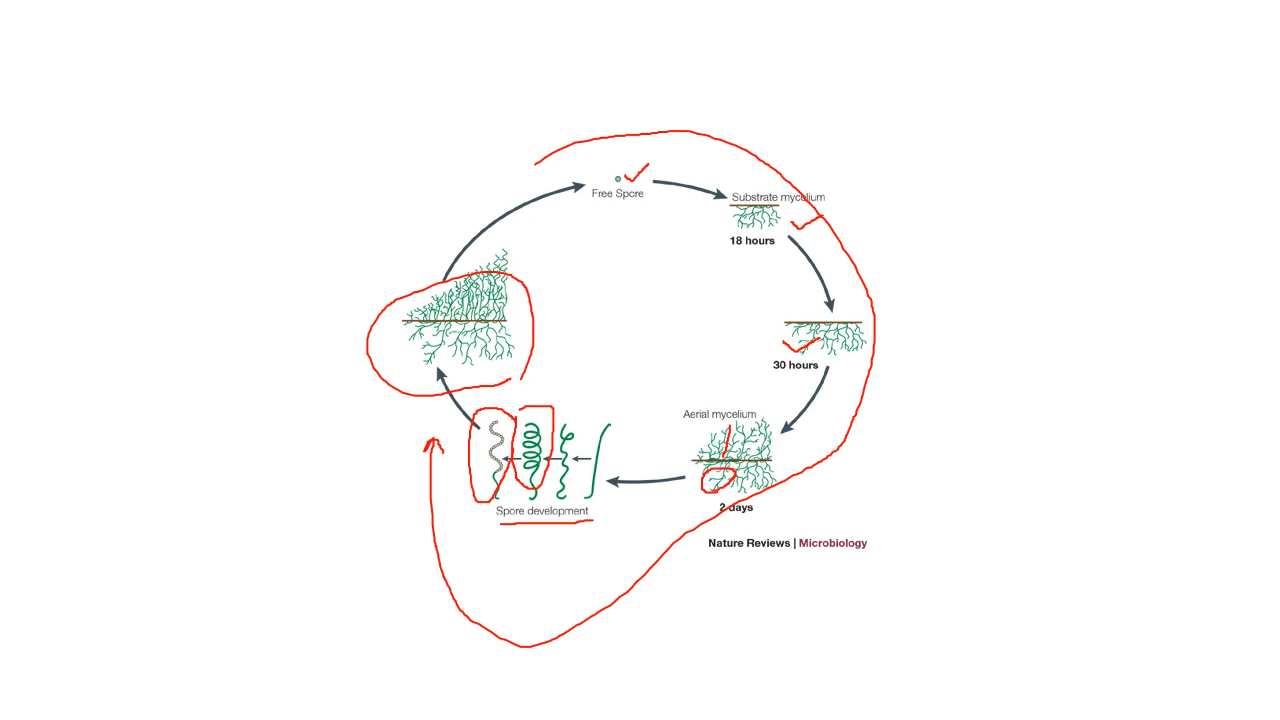 Free Spore
Substrate mycelium
18 hours
30 hours
Aerial mycelium
2 days
Spore development
Nature Reviews | Microbiology